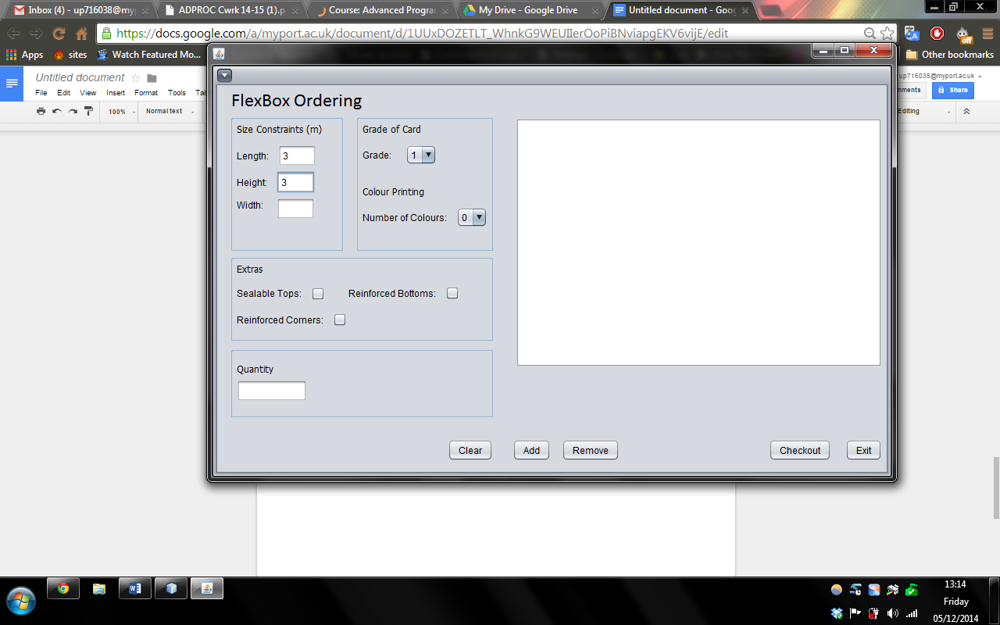 Inbox (4) - up716038@myp
ADPROC Cwrk 14-15 (1).p
Course: Advanced Progra
My Drive - Google Drive
Untitled document - Goog
https://docs.google.com/a/myport.ac.uk/document/d/1UUxDOZETLT_WhnkG9WEUIIerOoPiBNviapgEKV6vijE/edit
off
Apps
sites
Watch Featured Mo...
Other bookmarks
Untitled document
up716038@myport.ac.uk
File Edit View Insert Format Tools Tab
mments
Share
100%
Normal text
Editing
FlexBox Ordering
Size Constraints (m)
Length: 3
Height: 3
Width:
Grade of Card
Grade: 1
Colour Printing
Number of Colours: 0
Extras
Sealable Tops:
Reinforced Bottoms:
Reinforced Corners:
Quantity
Clear
Add
Remove
Checkout
Exit
13:14
Friday
05/12/2014